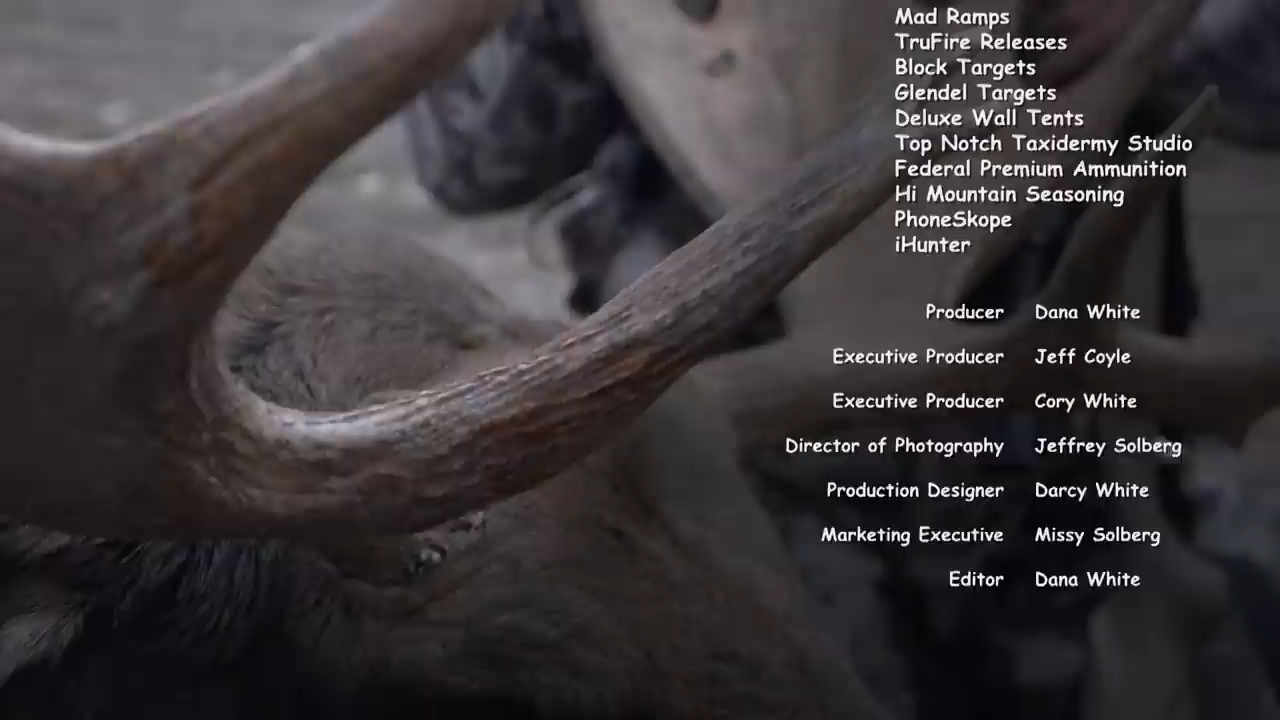 Mad Ramps
TruFire Releases
Block Targets
Glendel Targets
Deluxe Wall Tents
Top Notch Taxidermy Studio
Federal Premium Ammunition
Hi Mountain Seasoning
PhoneSkope
iHunter
Producer Dana White
Executive Producer Jeff Coyle
Executive Producer Cory White
Director of Photography Jeffrey Solberg
Production Designer Darcy White
Marketing Executive Missy Solberg
Editor Dana White